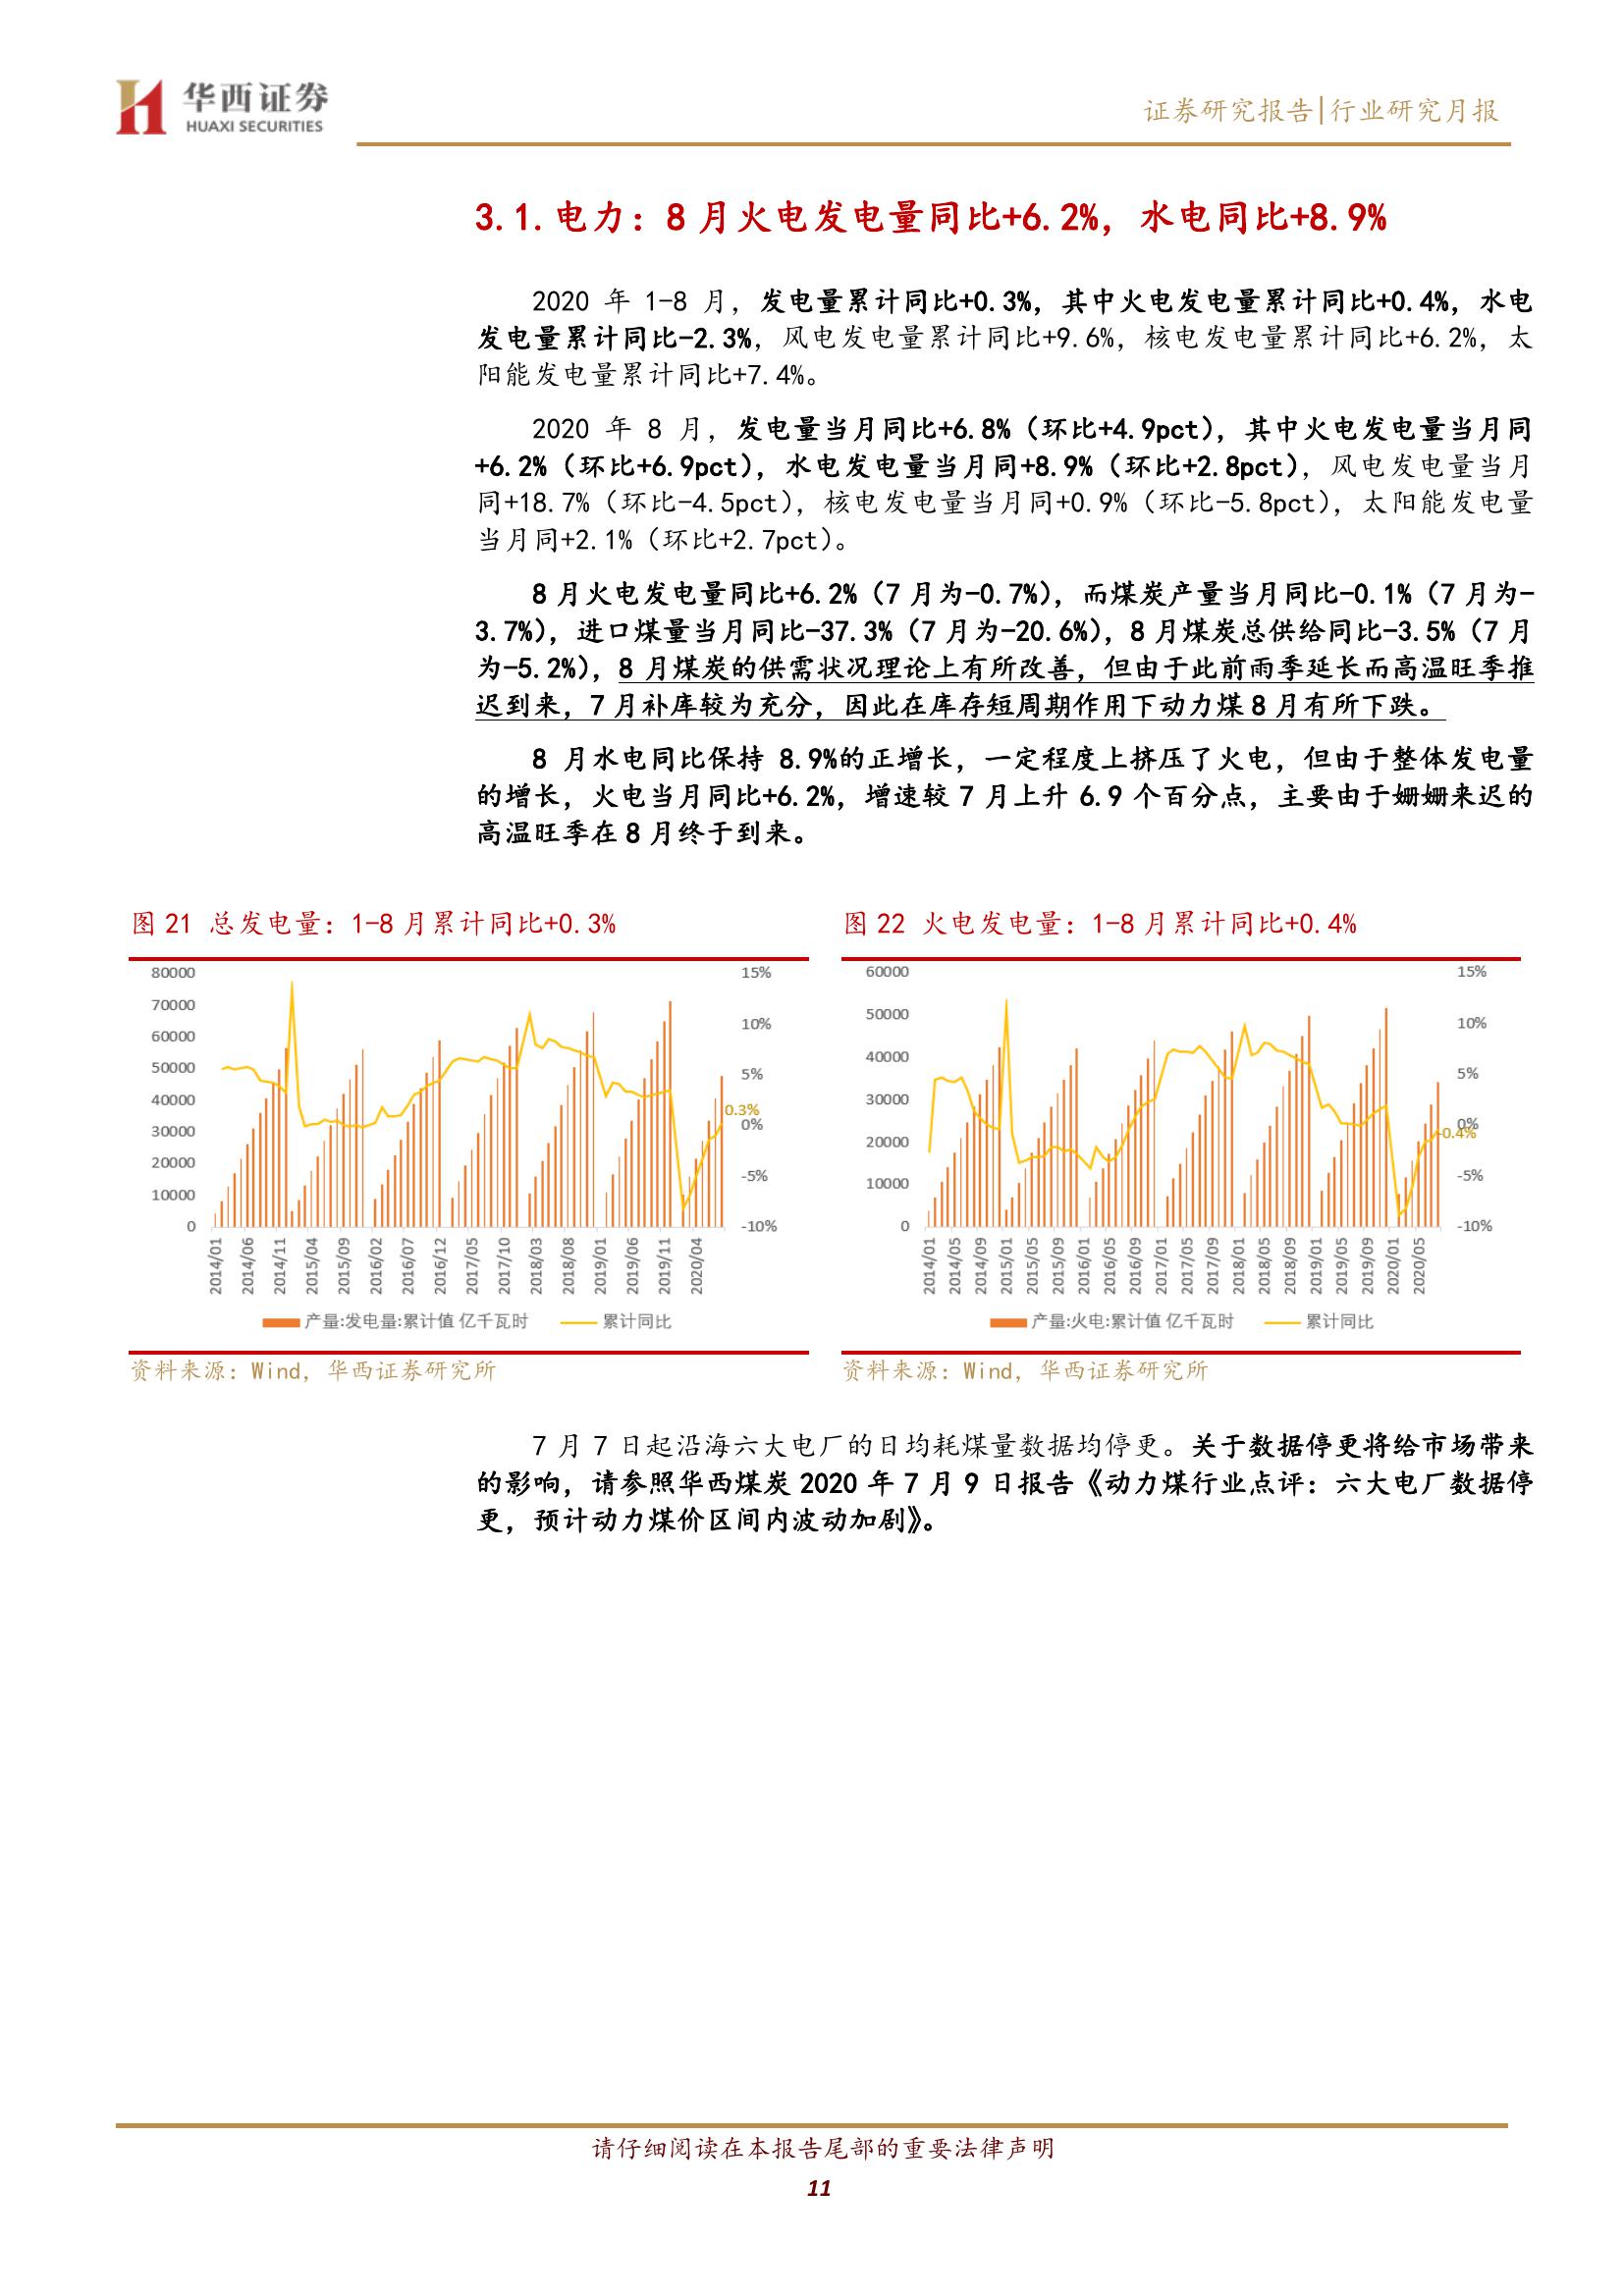 华西证券
HUAXI SECURITIES
证券研究报告|行业研究月报
3.1.电力：8 月火电发电量同比+6.2%，水电同比+8.9%
2020 年 1-8 月，发电量累计同比+0.3%，其中火电发电量累计同比+0.4%，水电
发电量累计同比-2.3%，风电发电量累计同比+9.6%，核电发电量累计同比+6.2%，太
阳能发电量累计同比+7.4%。
2020 年 8 月，发电量当月同比+6.8%（环比+4.9pct），其中火电发电量当月同
+6.2%（环比+6.9pct），水电发电量当月同+8.9%（环比+2.8pct），风电发电量当月
同+18.7%（环比-4.5pct），核电发电量当月同+0.9%（环比-5.8pct），太阳能发电量
当月同+2.1%（环比+2.7pct）。
8 月火电发电量同比+6.2%（7 月为-0.7%），而煤炭产量当月同比-0.1%（7 月为-
3.7%），进口煤量当月同比-37.3%（7 月为-20.6%），8 月煤炭总供给同比-3.5%（7 月
为-5.2%），8 月煤炭的供需状况理论上有所改善，但由于此前雨季延长而高温旺季推
迟到来，7 月补库较为充分，因此在库存短周期作用下动力煤 8 月有所下跌。
8 月水电同比保持 8.9%的正增长，一定程度上挤压了火电，但由于整体发电量
的增长，火电当月同比+6.2%，增速较 7 月上升 6.9 个百分点，主要由于姗姗来迟的
高温旺季在 8 月终于到来。
图 21 总发电量：1-8 月累计同比+0.3%
80000
70000
60000
50000
40000
30000
20000
10000
0
15%
10%
5%
0.3%
0%
-5%
-10%
2014/01
2014/06
2014/11
2015/04
2015/09
2016/02
2016/07
2016/12
2017/05
2017/10
2018/03
2018/08
2019/01
2019/06
2019/11
2020/04
产量:发电量:累计值 亿千瓦时
累计同比
资料来源：Wind，华西证券研究所
图 22 火电发电量：1-8 月累计同比+0.4%
60000
50000
40000
30000
20000
10000
0
15%
10%
5%
0%
-0.4%
-5%
-10%
2014/01
2014/05
2014/09
2015/01
2015/05
2015/09
2016/01
2016/05
2016/09
2017/01
2017/05
2017/09
2018/01
2018/05
2018/09
2019/01
2019/05
2019/09
2020/01
2020/05
产量:火电:累计值 亿千瓦时
累计同比
资料来源：Wind，华西证券研究所
7 月 7 日起沿海六大电厂的日均耗煤量数据均停更。关于数据停更将给市场带来
的影响，请参照华西煤炭 2020 年 7 月 9 日报告《动力煤行业点评：六大电厂数据停
更，预计动力煤价区间内波动加剧》。
请仔细阅读在本报告尾部的重要法律声明
11